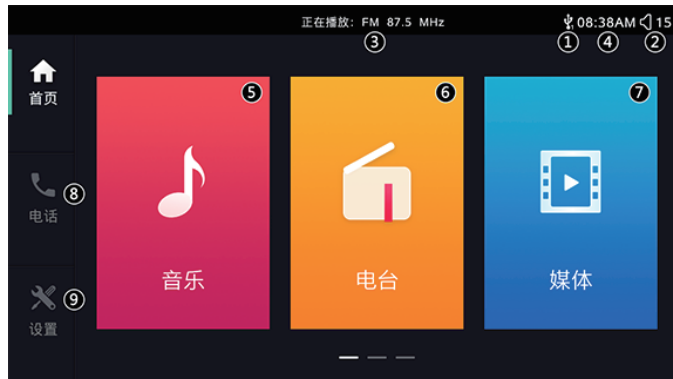 正在播放: FM 87.5 MHz
08:38AM 15
③
① ④ ②
首页
⑤
⑥
⑦
⑧
电话
⑨
设置
音乐
电台
媒体